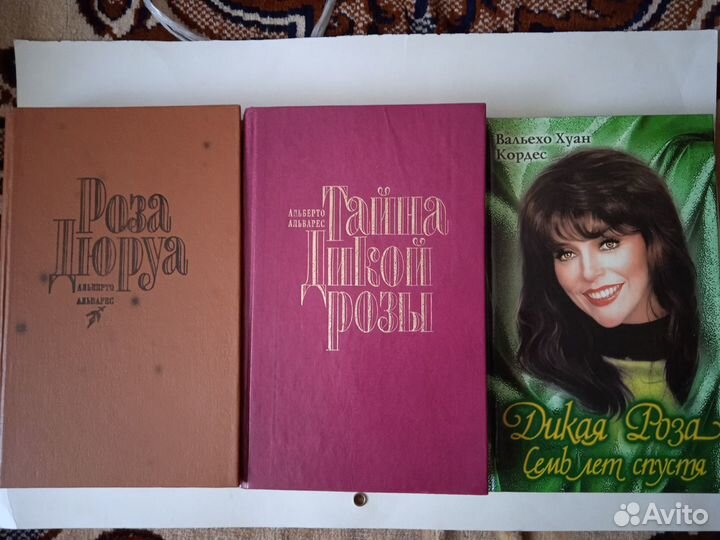 Роза
Дюруа
Альберто
Альварес
Альберто
Альварес
Тайна
Дикой
розы
Вальехо Хуан
Кордес
Дикая Роза
Семь лет спустя
Avito